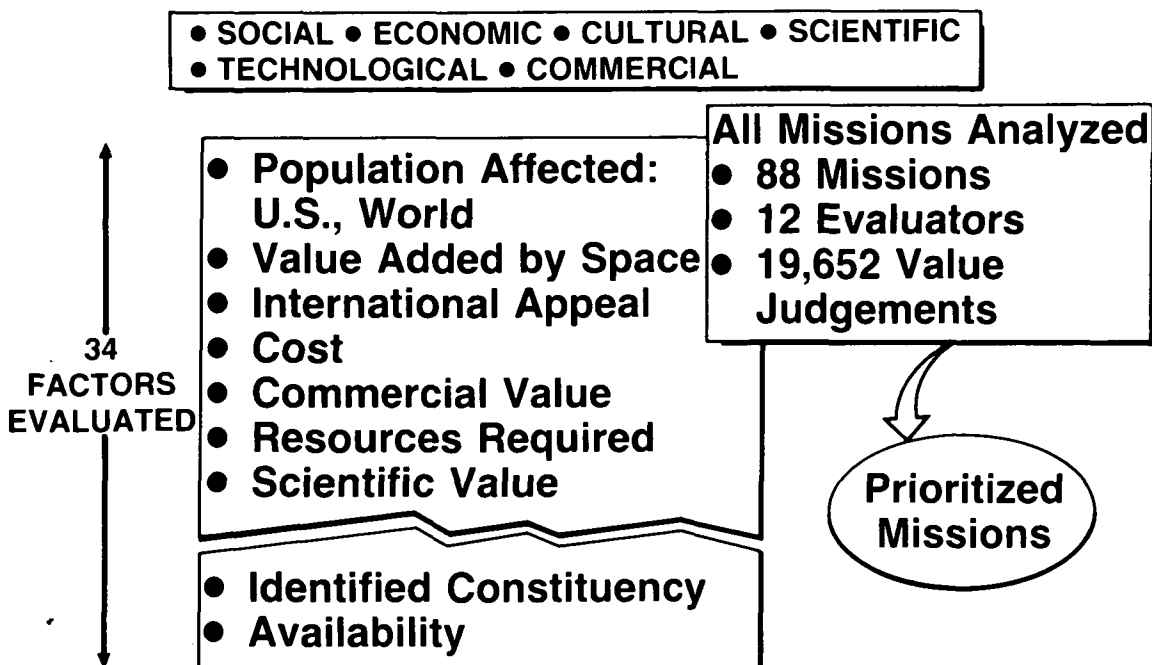 ● SOCIAL ● ECONOMIC ● CULTURAL ● SCIENTIFIC
● TECHNOLOGICAL ● COMMERCIAL
34
FACTORS
EVALUATED
● Population Affected:
U.S., World
● Value Added by Space
● International Appeal
● Cost
● Commercial Value
● Resources Required
● Scientific Value
● Identified Constituency
● Availability
All Missions Analyzed
● 88 Missions
● 12 Evaluators
● 19,652 Value
Judgements
Prioritized
Missions